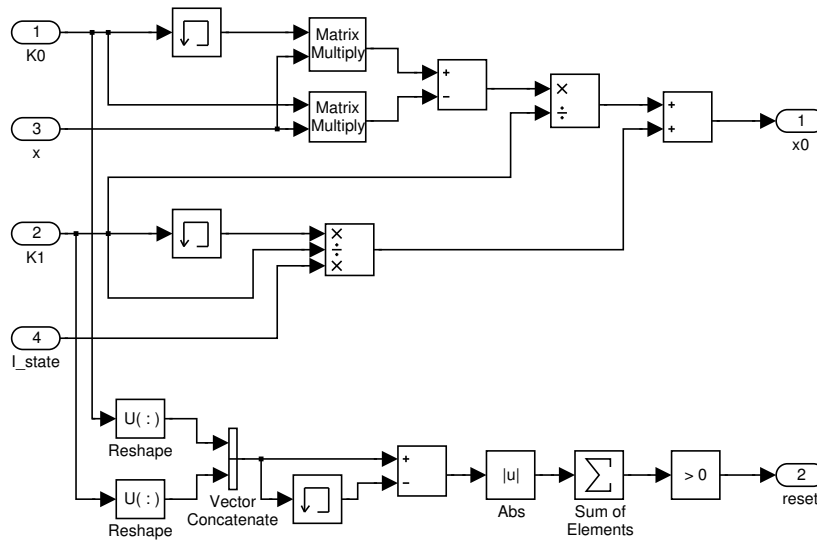 1
K0
Matrix
Multiply
+
−
×
÷
+
+
1
x0
3
x
Matrix
Multiply
2
K1
×
÷
×
4
I_state
U( : )
Reshape
U( : )
Reshape
Vector
Concatenate
+
−
|u|
Abs
∑
Sum of
Elements
> 0
2
reset